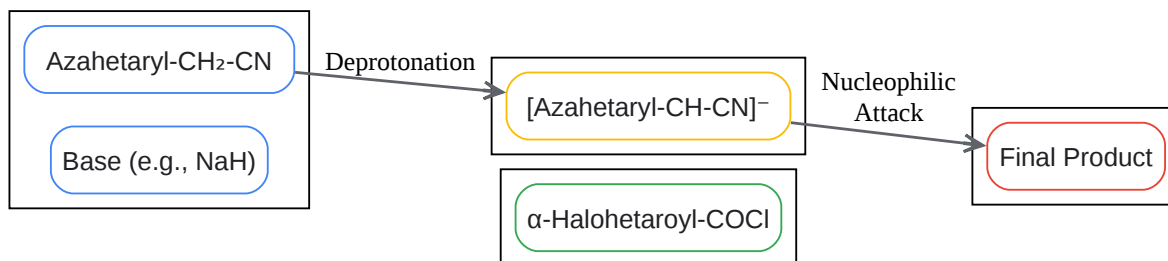 Azahetaryl-CH₂-CN
Base (e.g., NaH)
Deprotonation
[Azahetaryl-CH-CN]⁻
α-Halohetaroyl-COCl
Nucleophilic
Attack
Final Product